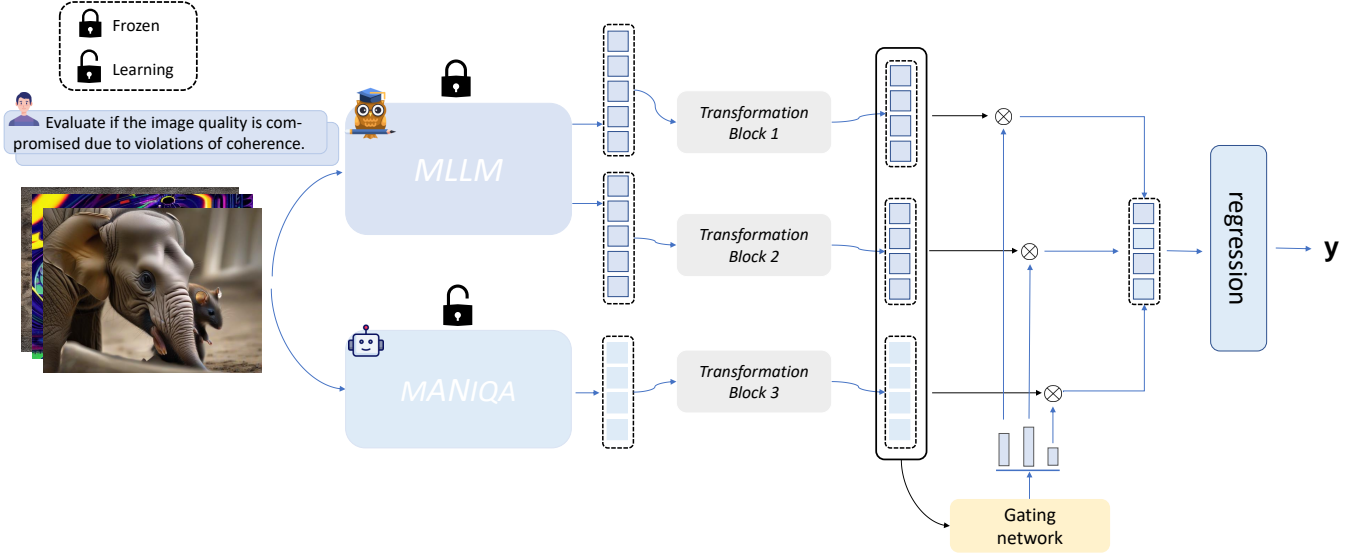 Frozen
Learning
Evaluate if the image quality is com-
promised due to violations of coherence.
MLLM
MANIQA
Transformation
Block 1
Transformation
Block 2
Transformation
Block 3
Gating
network
regression
y